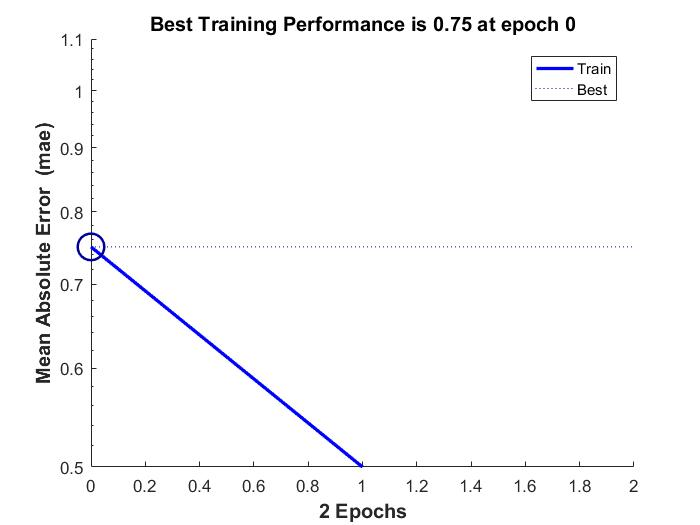 Best Training Performance is 0.75 at epoch 0
1.1
1
0.9
0.8
0.7
0.6
0.5
Mean Absolute Error (mae)
Train
Best
0 0.2 0.4 0.6 0.8 1 1.2 1.4 1.6 1.8 2
2 Epochs